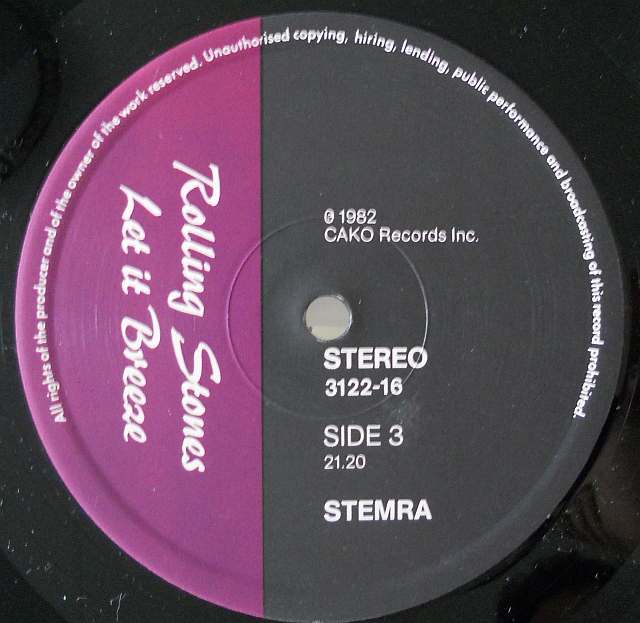 All rights of the producer and of the owner of the work reserved. Unauthorised copying, hiring, lending, public performance and broadcasting of this record prohibited.
Rolling Stones
Let it Breeze
℗ 1982
CAKO Records Inc.
STEREO
3122-16
SIDE 3
21.20
STEMRA